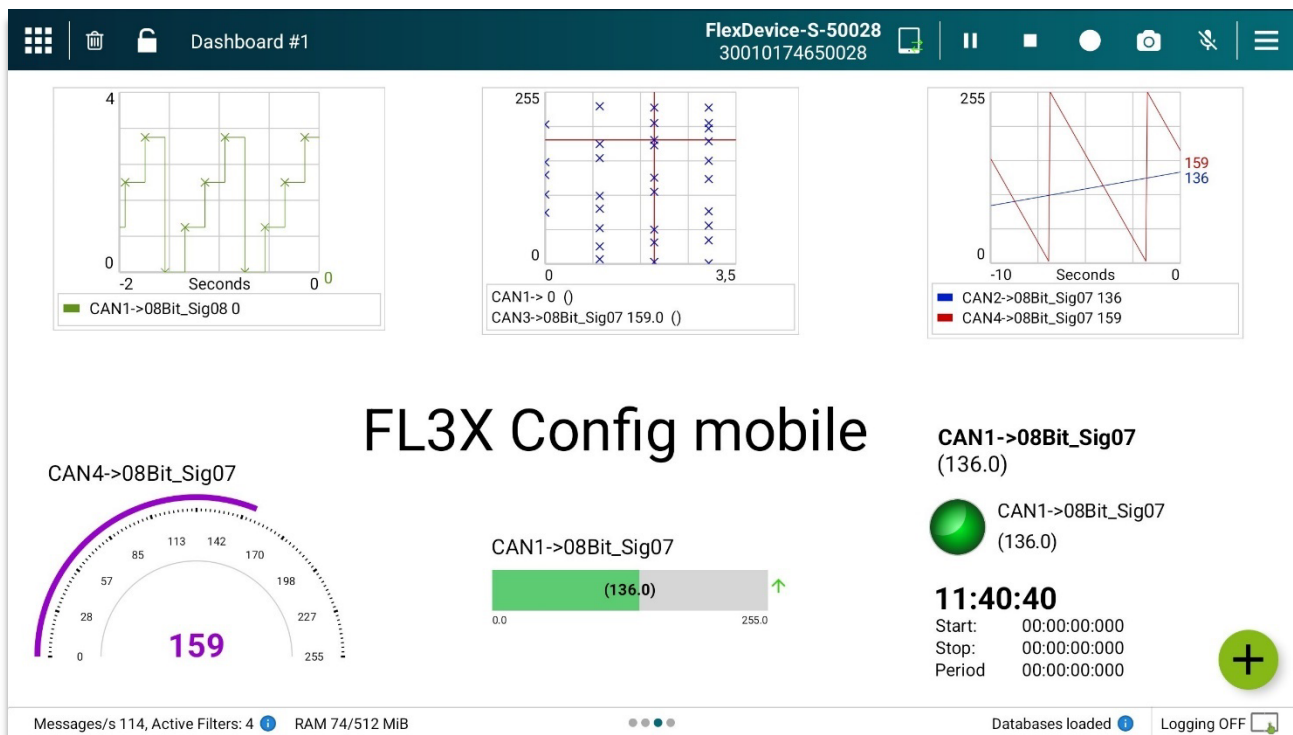 Dashboard #1
FlexDevice-S-50028
30010174650028
4
0
-2 Seconds 0 0
CAN1->08Bit_Sig08 0
255
0
0 3,5
CAN1-> 0 ()
CAN3->08Bit_Sig07 159.0 ()
255
159
136
0
-10 Seconds 0
CAN2->08Bit_Sig07 136
CAN4->08Bit_Sig07 159
FL3X Config mobile
CAN4->08Bit_Sig07
0 28 57 85 113 142 170 198 227 255
159
CAN1->08Bit_Sig07
(136.0)
0.0 255.0
CAN1->08Bit_Sig07
(136.0)
CAN1->08Bit_Sig07
(136.0)
11:40:40
Start: 00:00:00:000
Stop: 00:00:00:000
Period 00:00:00:000
Messages/s 114, Active Filters: 4 RAM 74/512 MiB
Databases loaded
Logging OFF